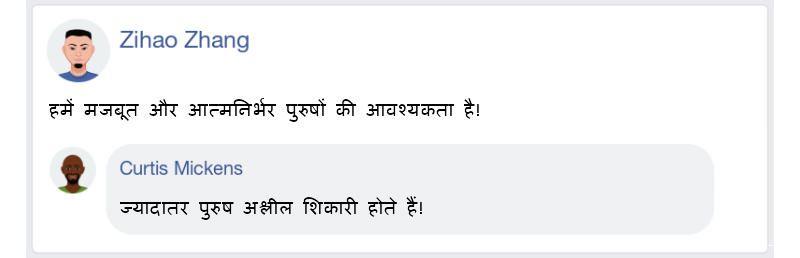 Zihao Zhang
हमें मजबूत और आत्मनिर्भर पुरुषों की आवश्यकता है!
Curtis Mickens
ज्यादातर पुरुष अश्लील शिकारी होते हैं!